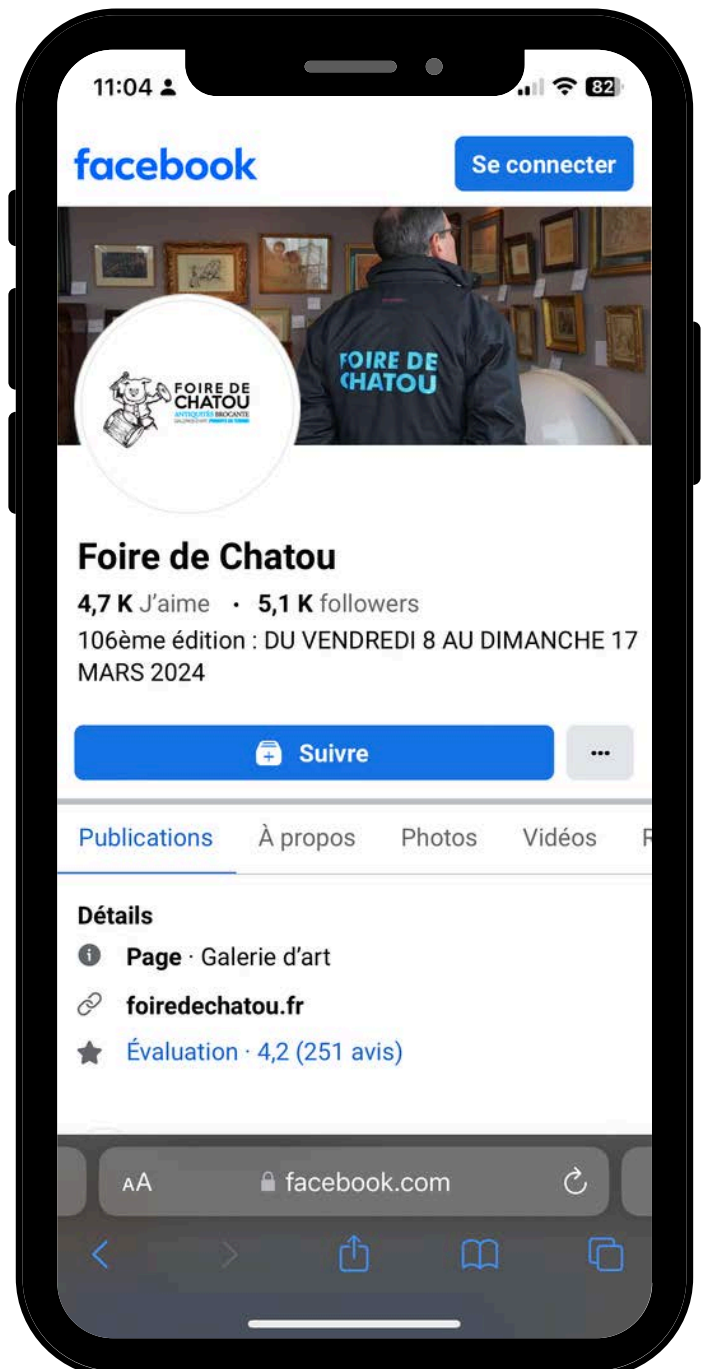 11:04
82
facebook
Se connecter
FOIRE DE
CHATOU
FOIRE DE
CHATOU
ANTIQUITÉS BROCANTE
Foire de Chatou
4,7 K J'aime · 5,1 K followers
106ème édition : DU VENDREDI 8 AU DIMANCHE 17
MARS 2024
Suivre
Publications À propos Photos Vidéos
Détails
Page · Galerie d'art
foiredechatou.fr
Évaluation · 4,2 (251 avis)
AA facebook.com